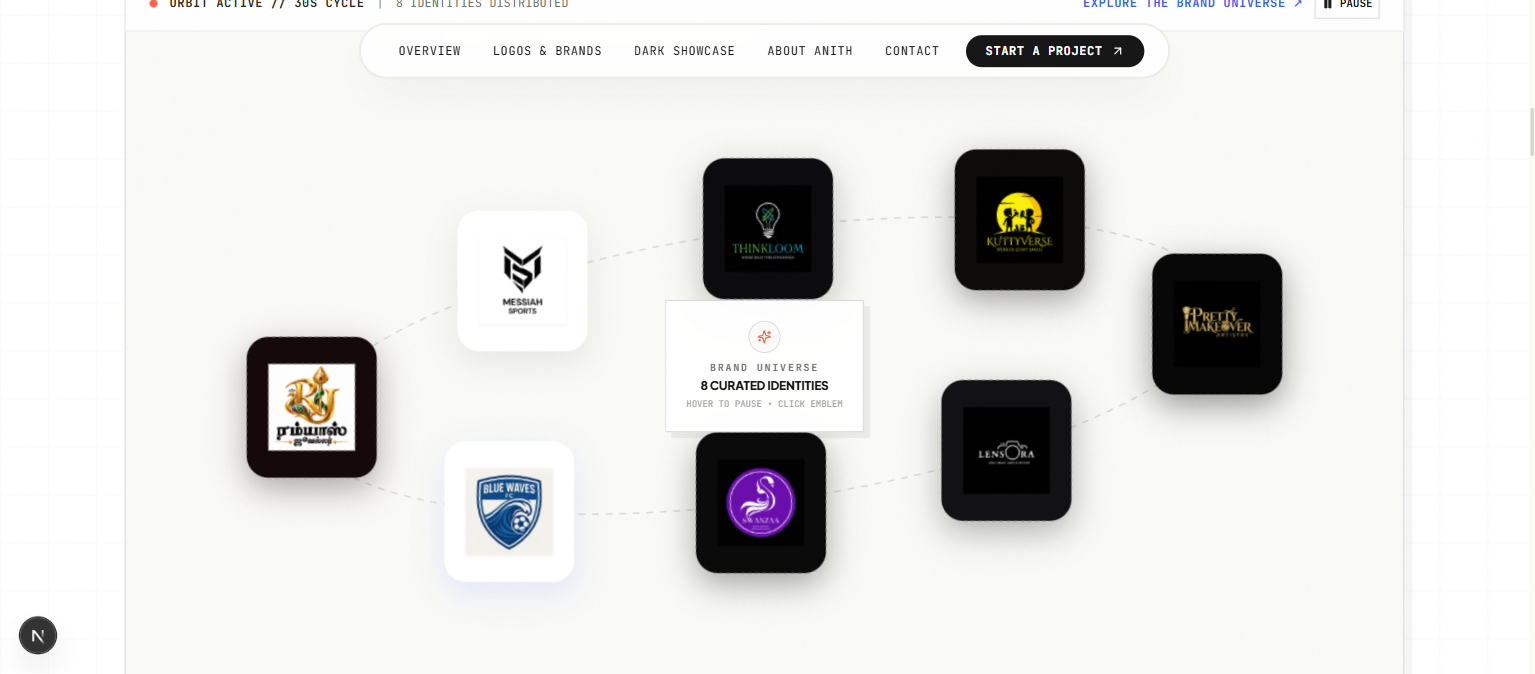 ORBIT ACTIVE // 30S CYCLE | 8 IDENTITIES DISTRIBUTED
EXPLORE THE BRAND UNIVERSE ↗
PAUSE
OVERVIEW
LOGOS & BRANDS
DARK SHOWCASE
ABOUT ANITH
CONTACT
START A PROJECT ↗
THINKLOOM
KUTTYVERSE
MESSIAH
SPORTS
PRETTY
MAKEOVER
ARTISTRY
BRAND UNIVERSE
8 CURATED IDENTITIES
HOVER TO PAUSE • CLICK EMBLEM
ரம்யாஸ்
LENSORA
BLUE WAVES
FC
SWANZAA
N